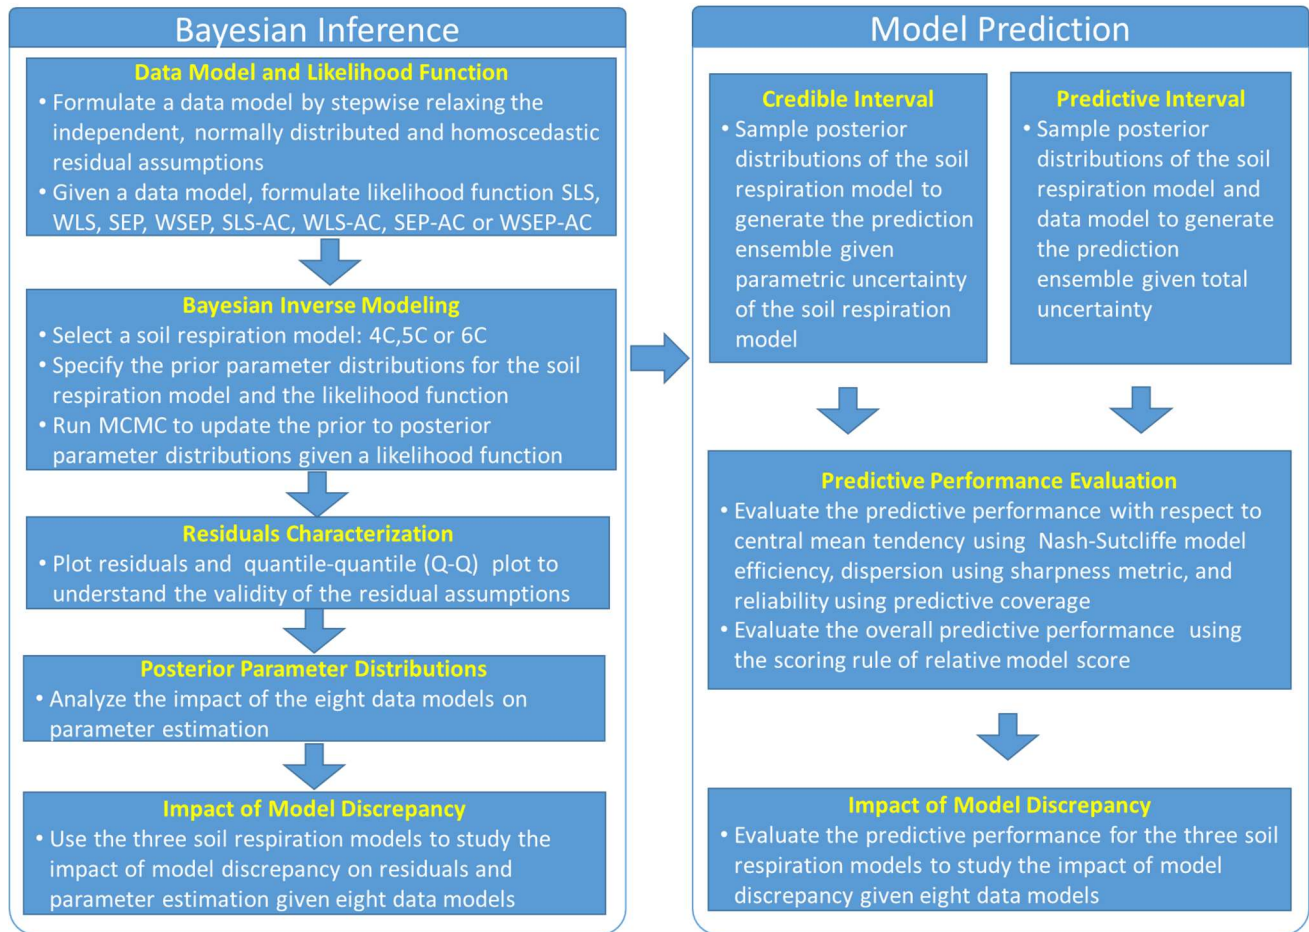 Bayesian Inference
Data Model and Likelihood Function
• Formulate a data model by stepwise relaxing the
independent, normally distributed and homoscedastic
residual assumptions
• Given a data model, formulate likelihood function SLS,
WLS, SEP, WSEP, SLS-AC, WLS-AC, SEP-AC or WSEP-AC
Bayesian Inverse Modeling
• Select a soil respiration model: 4C,5C or 6C
• Specify the prior parameter distributions for the soil
respiration model and the likelihood function
• Run MCMC to update the prior to posterior
parameter distributions given a likelihood function
Residuals Characterization
• Plot residuals and quantile-quantile (Q-Q) plot to
understand the validity of the residual assumptions
Posterior Parameter Distributions
• Analyze the impact of the eight data models on
parameter estimation
Impact of Model Discrepancy
• Use the three soil respiration models to study the
impact of model discrepancy on residuals and
parameter estimation given eight data models
Model Prediction
Credible Interval
• Sample posterior
distributions of the soil
respiration model to
generate the prediction
ensemble given
parametric uncertainty
of the soil respiration
model
Predictive Interval
• Sample posterior
distributions of the soil
respiration model and
data model to generate
the prediction
ensemble given total
uncertainty
Predictive Performance Evaluation
• Evaluate the predictive performance with respect to
central mean tendency using Nash-Sutcliffe model
efficiency, dispersion using sharpness metric, and
reliability using predictive coverage
• Evaluate the overall predictive performance using
the scoring rule of relative model score
Impact of Model Discrepancy
• Evaluate the predictive performance for the three soil
respiration models to study the impact of model
discrepancy given eight data models